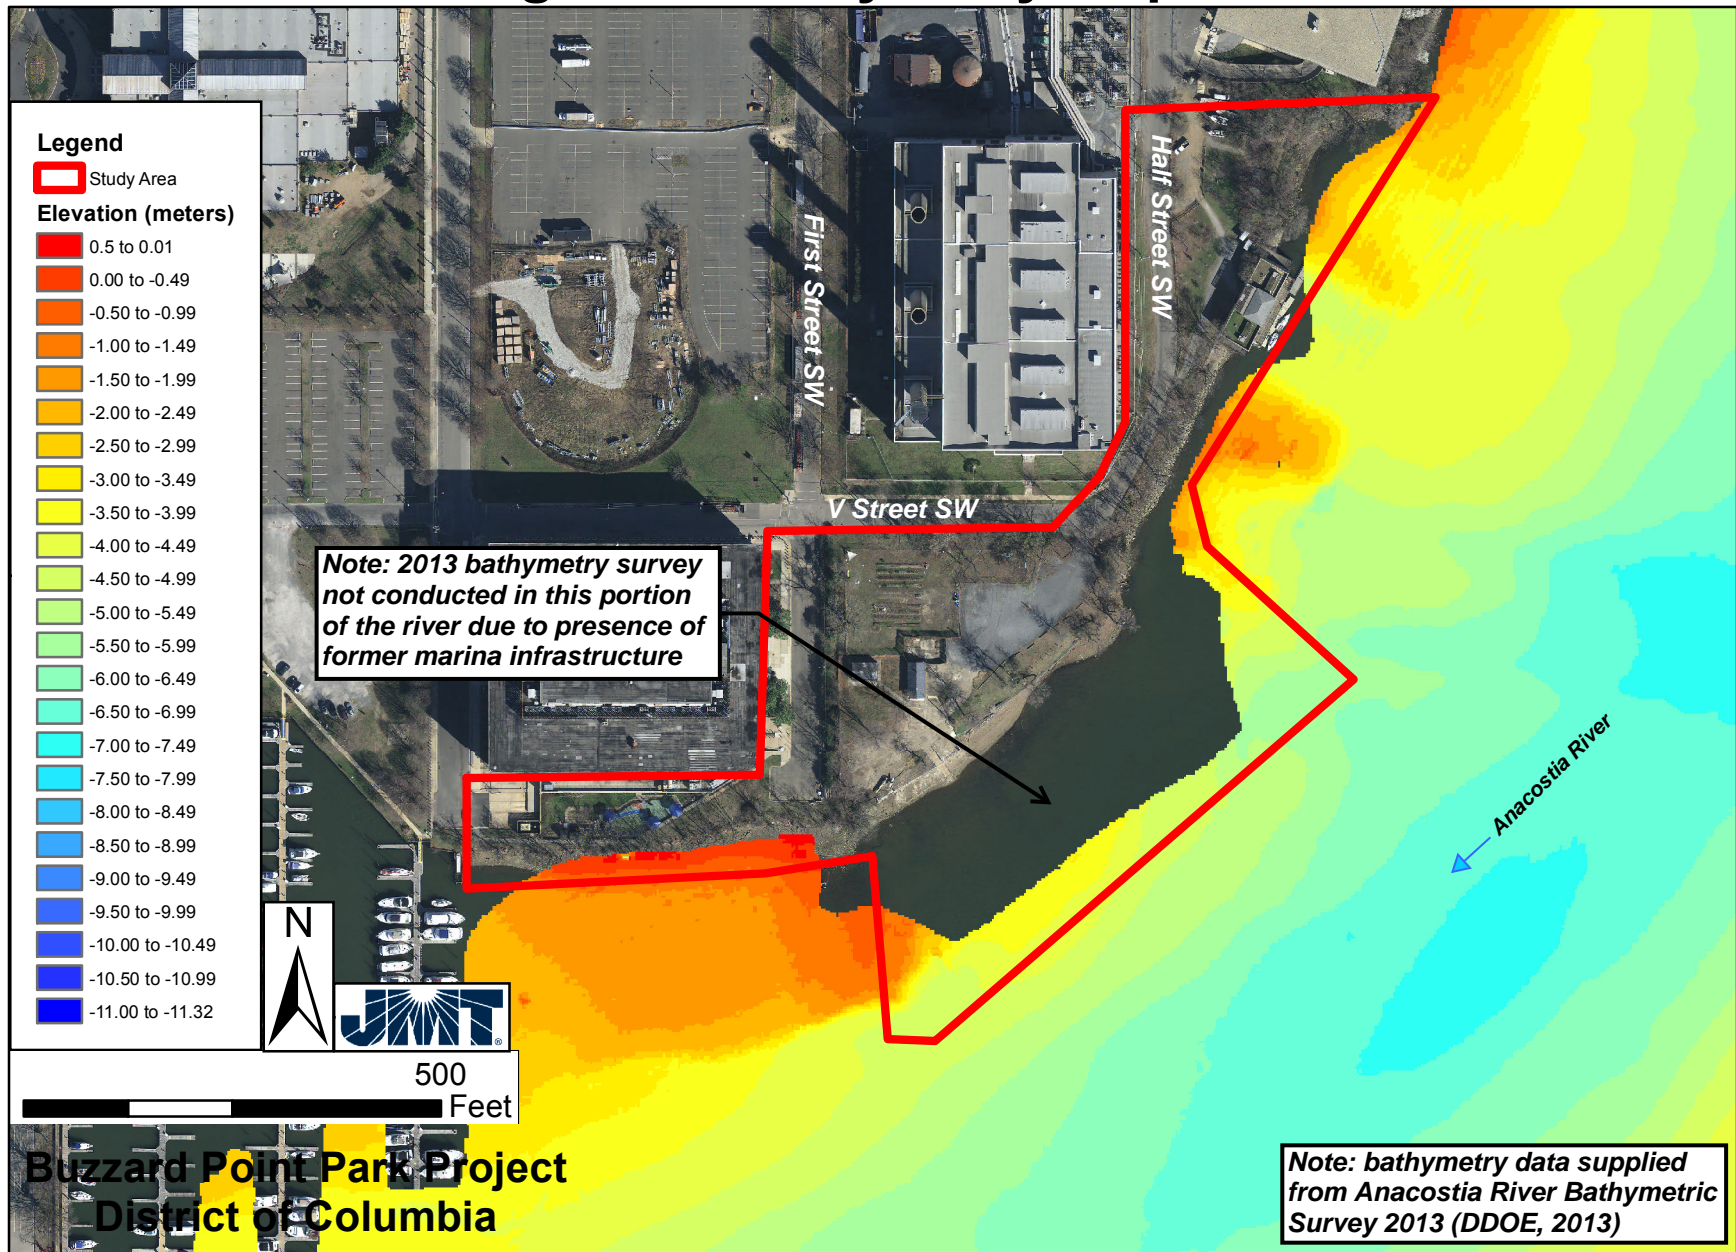 Legend
Study Area
Elevation (meters)
0.5 to 0.01
0.00 to -0.49
-0.50 to -0.99
-1.00 to -1.49
-1.50 to -1.99
-2.00 to -2.49
-2.50 to -2.99
-3.00 to -3.49
-3.50 to -3.99
-4.00 to -4.49
-4.50 to -4.99
-5.00 to -5.49
-5.50 to -5.99
-6.00 to -6.49
-6.50 to -6.99
-7.00 to -7.49
-7.50 to -7.99
-8.00 to -8.49
-8.50 to -8.99
-9.00 to -9.49
-9.50 to -9.99
-10.00 to -10.49
-10.50 to -10.99
-11.00 to -11.32
First Street SW
Half Street SW
V Street SW
Note: 2013 bathymetry survey
not conducted in this portion
of the river due to presence of
former marina infrastructure
Anacostia River
N
JMT®
500
Feet
Buzzard Point Park Project
District of Columbia
Note: bathymetry data supplied
from Anacostia River Bathymetric
Survey 2013 (DDOE, 2013)